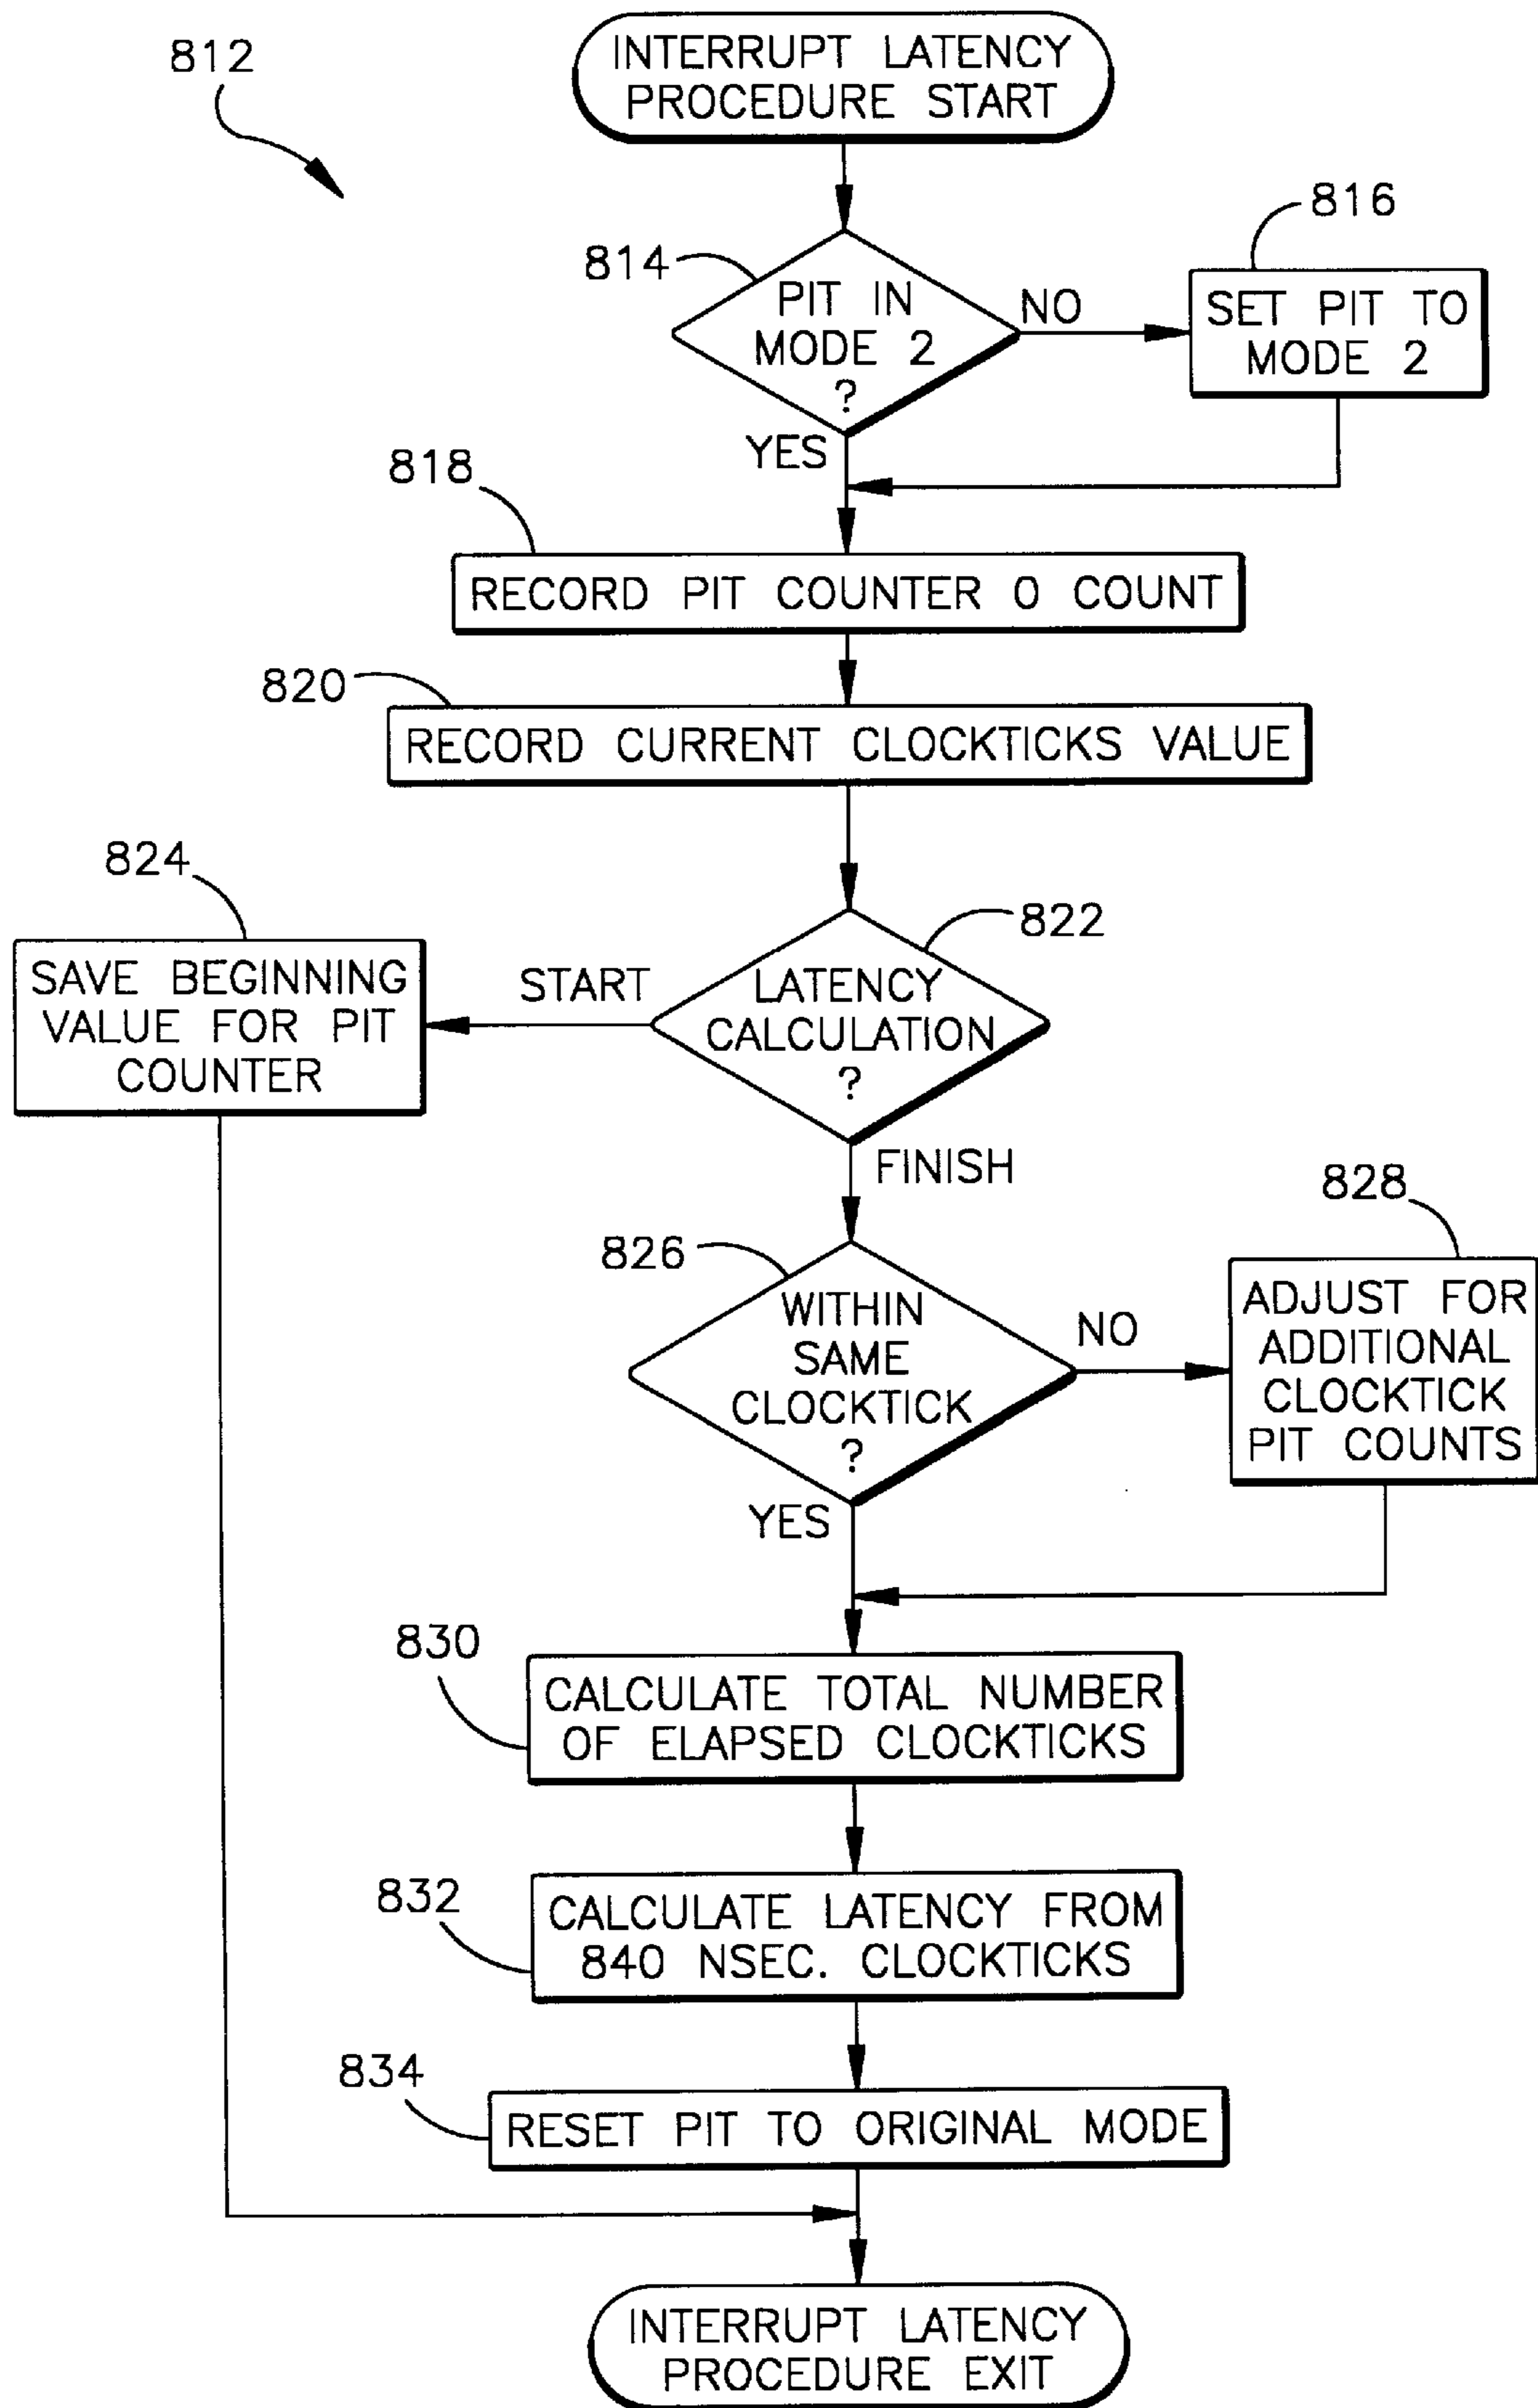 812
INTERRUPT LATENCY
PROCEDURE START
814
PIT IN
MODE 2
?
NO
816
SET PIT TO
MODE 2
YES
818
RECORD PIT COUNTER 0 COUNT
820
RECORD CURRENT CLOCKTICKS VALUE
822
LATENCY
CALCULATION
?
START
824
SAVE BEGINNING
VALUE FOR PIT
COUNTER
FINISH
826
WITHIN
SAME
CLOCKTICK
?
NO
828
ADJUST FOR
ADDITIONAL
CLOCKTICK
PIT COUNTS
YES
830
CALCULATE TOTAL NUMBER
OF ELAPSED CLOCKTICKS
832
CALCULATE LATENCY FROM
840 NSEC. CLOCKTICKS
834
RESET PIT TO ORIGINAL MODE
INTERRUPT LATENCY
PROCEDURE EXIT